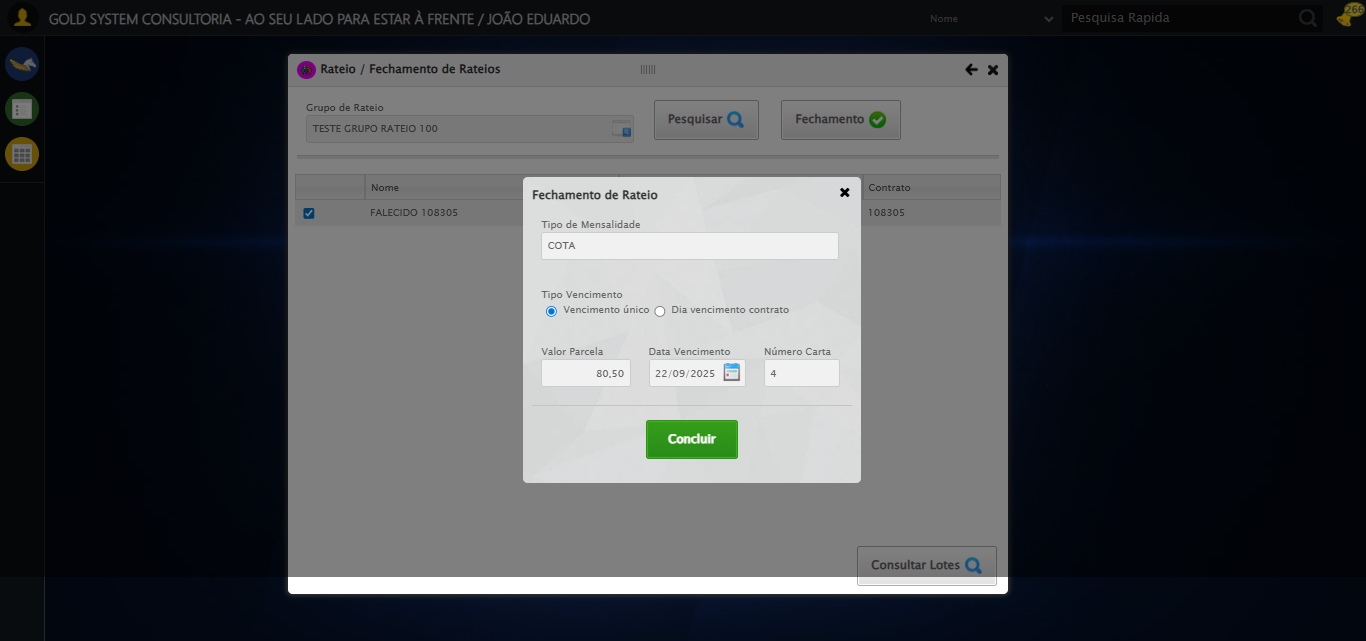 GOLD SYSTEM CONSULTORIA - AO SEU LADO PARA ESTAR À FRENTE / JOÃO EDUARDO
Nome
Pesquisa Rapida
266
Rateio / Fechamento de Rateios
Grupo de Rateio
TESTE GRUPO RATEIO 100
Pesquisar
Fechamento
Nome
Contrato
FALECIDO 108305
108305
Fechamento de Rateio
Tipo de Mensalidade
COTA
Tipo Vencimento
Vencimento único
Dia vencimento contrato
Valor Parcela
Data Vencimento
Número Carta
80,50
22/09/2025
4
Concluir
Consultar Lotes